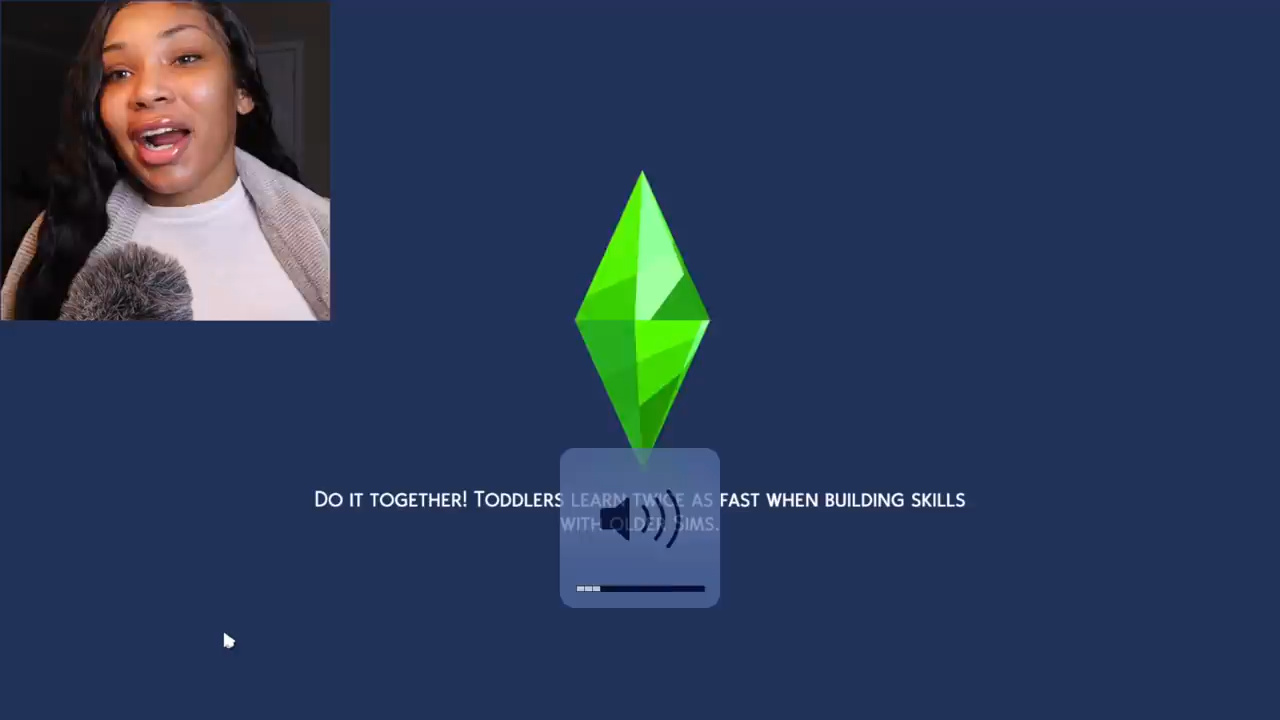 Do it together! Toddlers learn twice as fast when building skills
with older Sims.